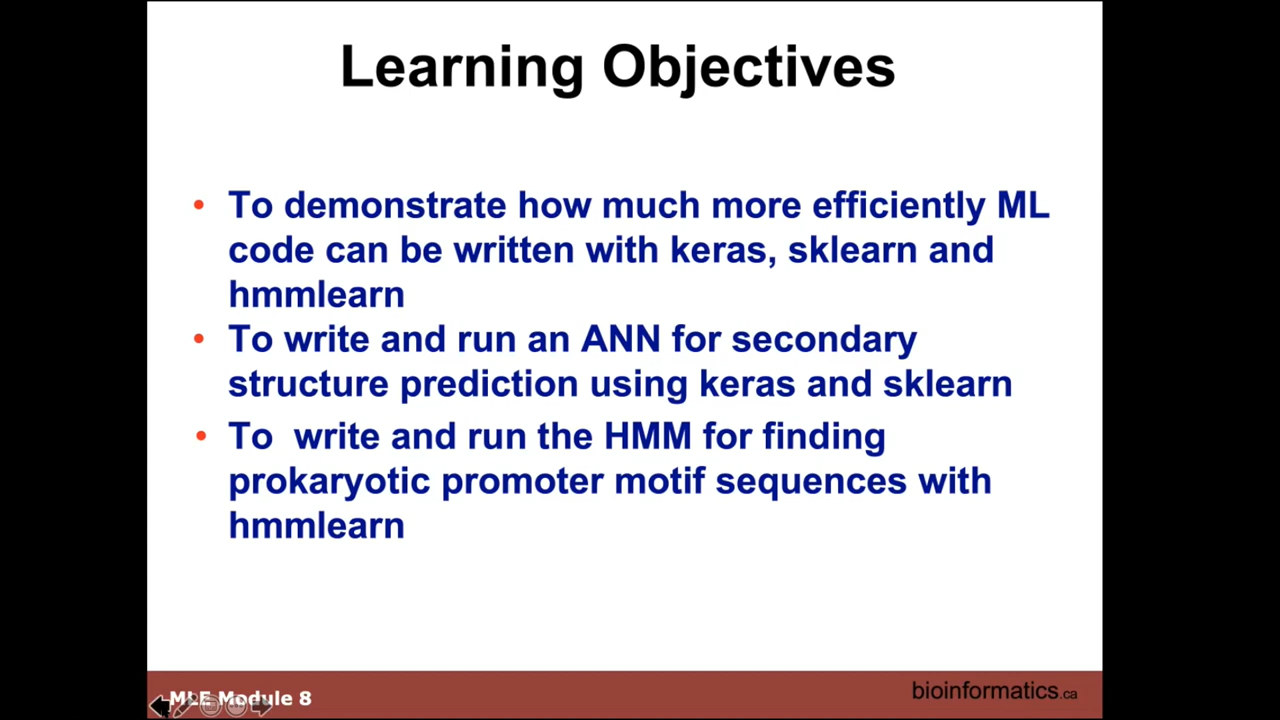 Learning Objectives
• To demonstrate how much more efficiently ML
code can be written with keras, sklearn and
hmmlearn
• To write and run an ANN for secondary
structure prediction using keras and sklearn
• To  write and run the HMM for finding
prokaryotic promoter motif sequences with
hmmlearn
MLE Module 8
bioinformatics.ca